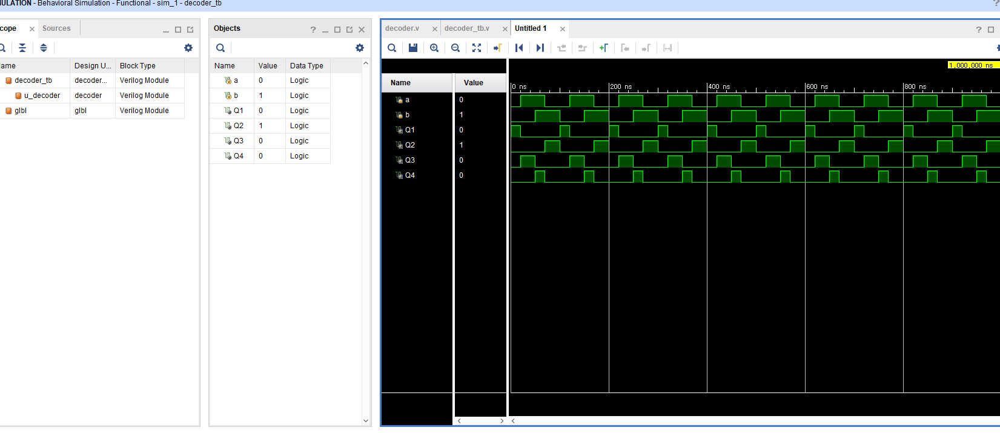 MULATION - Behavioral Simulation - Functional - sim_1 - decoder_tb
cope
Sources
ame Design U... Block Type
decoder_tb decoder... Verilog Module
u_decoder decoder Verilog Module
glbl glbl Verilog Module
Objects
Name Value Data Type
a 0 Logic
b 1 Logic
Q1 0 Logic
Q2 1 Logic
Q3 0 Logic
Q4 0 Logic
decoder.v decoder_tb.v Untitled 1
1,000,000 ns
Name Value
0 ns 200 ns 400 ns 600 ns 800 ns
a 0
b 1
Q1 0
Q2 1
Q3 0
Q4 0